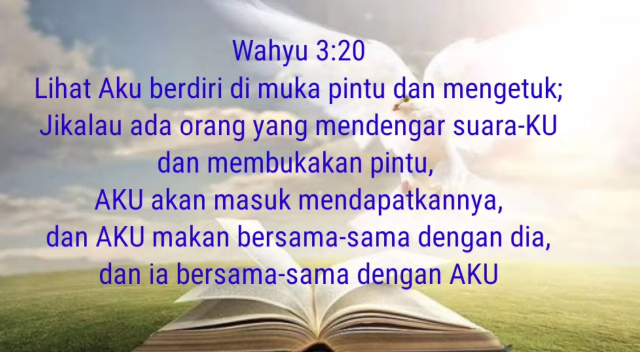 Wahyu 3:20
Lihat Aku berdiri di muka pintu dan mengetuk;
Jikalau ada orang yang mendengar suara-KU
dan membukakan pintu,
AKU akan masuk mendapatkannya,
dan AKU makan bersama-sama dengan dia,
dan ia bersama-sama dengan AKU